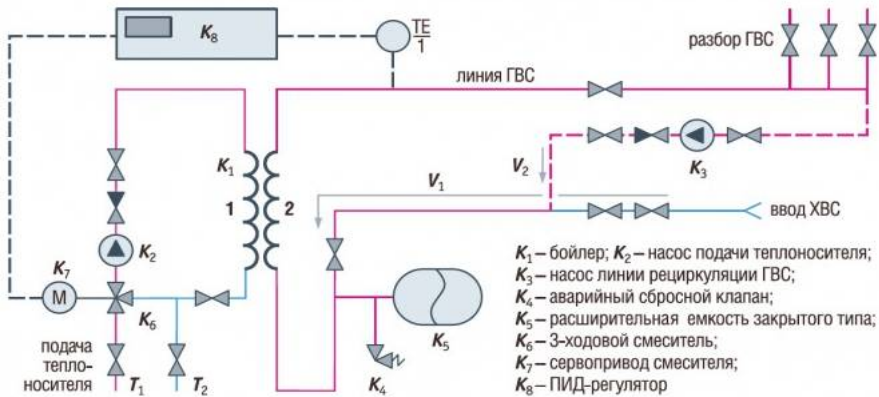 K8
TE
1
разбор ГВС
линия ГВС
K1
1
2
V1
V2
K3
ввод ХВС
K2
K7
M
K6
подача
тепло-
носителя
T1
T2
K4
K5
K1 – бойлер; K2 – насос подачи теплоносителя;
K3 – насос линии рециркуляции ГВС;
K4 – аварийный сбросной клапан;
K5 – расширительная емкость закрытого типа;
K6 – 3-ходовой смеситель;
K7 – сервопривод смесителя;
K8 – ПИД-регулятор